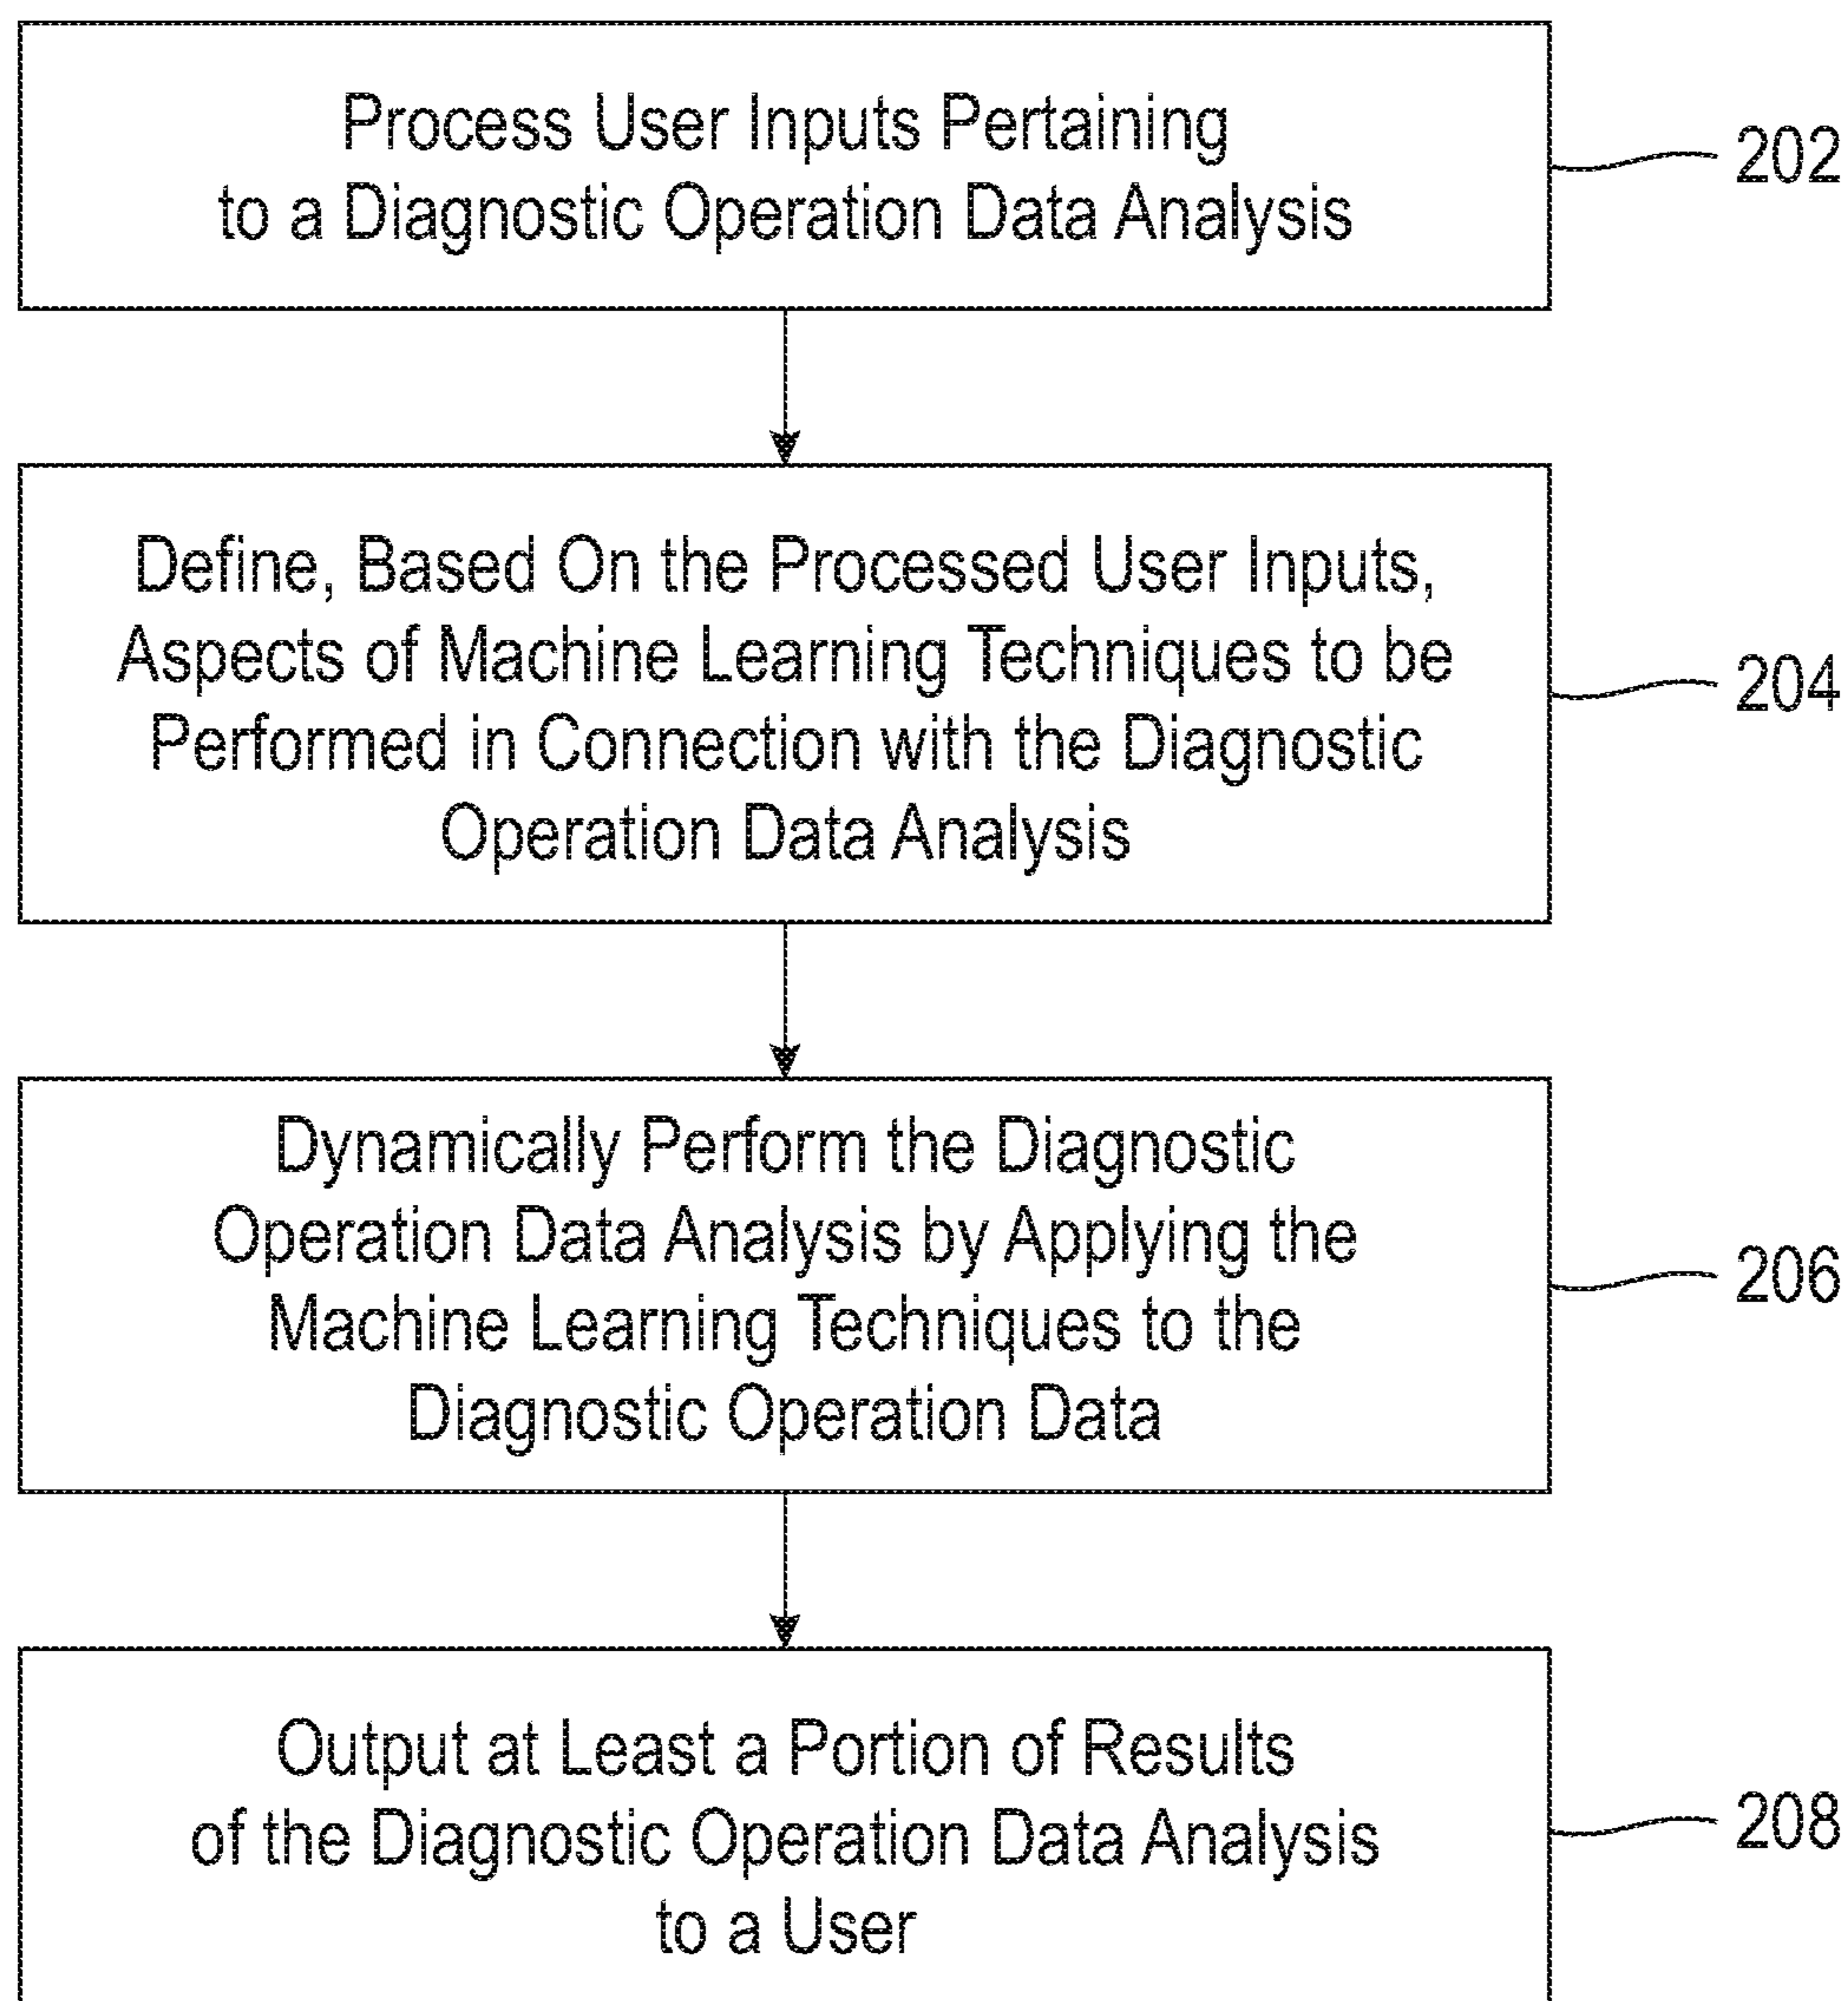 Process User Inputs Pertaining
to a Diagnostic Operation Data Analysis
202
Define, Based On the Processed User Inputs,
Aspects of Machine Learning Techniques to be
Performed in Connection with the Diagnostic
Operation Data Analysis
204
Dynamically Perform the Diagnostic
Operation Data Analysis by Applying the
Machine Learning Techniques to the
Diagnostic Operation Data
206
Output at Least a Portion of Results
of the Diagnostic Operation Data Analysis
to a User
208